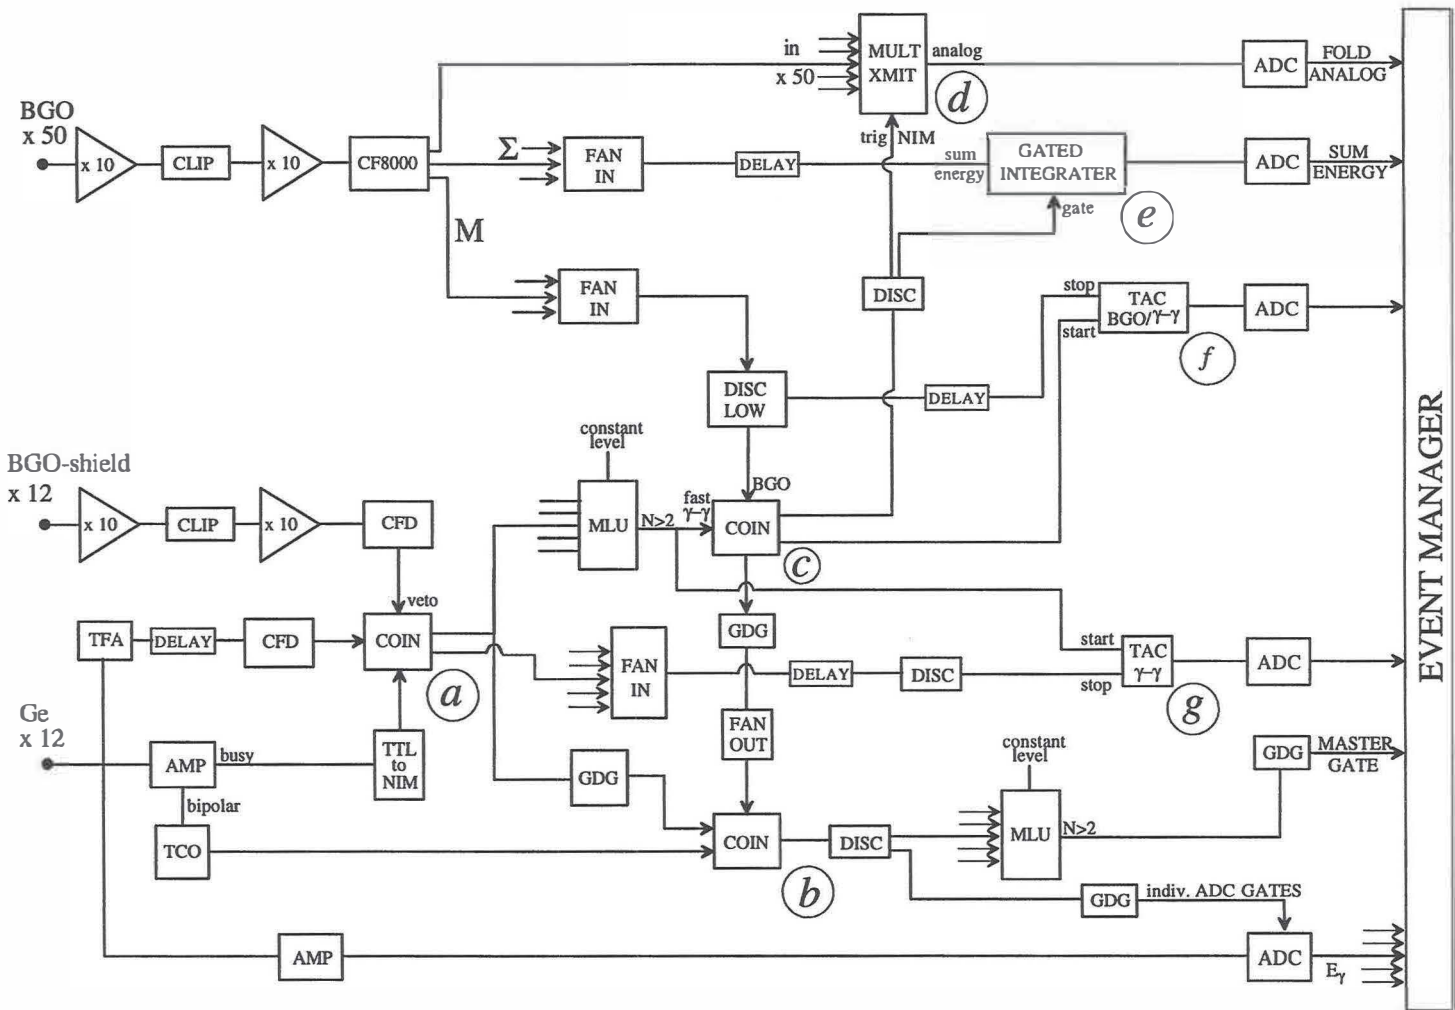 BGO
x 50
x 10
CLIP
x 10
CF8000
Σ
M
FAN
IN
DELAY
sum
energy
in
x 50
MULT
XMIT
analog
d
trig NIM
GATED
INTEGRATER
e
gate
ADC
FOLD
ANALOG
ADC
SUM
ENERGY
FAN
IN
DISC
stop
start
TAC
BGO/γ-γ
f
ADC
DISC
LOW
DELAY
BGO-shield
x 12
x 10
CLIP
x 10
CFD
veto
constant
level
MLU
N>2
fast
γ-γ
BGO
COIN
c
TFA
DELAY
CFD
COIN
a
GDG
FAN
IN
DELAY
DISC
start
stop
TAC
γ-γ
g
ADC
Ge
x 12
AMP
busy
bipolar
TTL
to
NIM
GDG
FAN
OUT
TCO
COIN
b
DISC
constant
level
MLU
N>2
GDG
MASTER
GATE
GDG
indiv. ADC GATES
AMP
ADC
Eγ
EVENT MANAGER